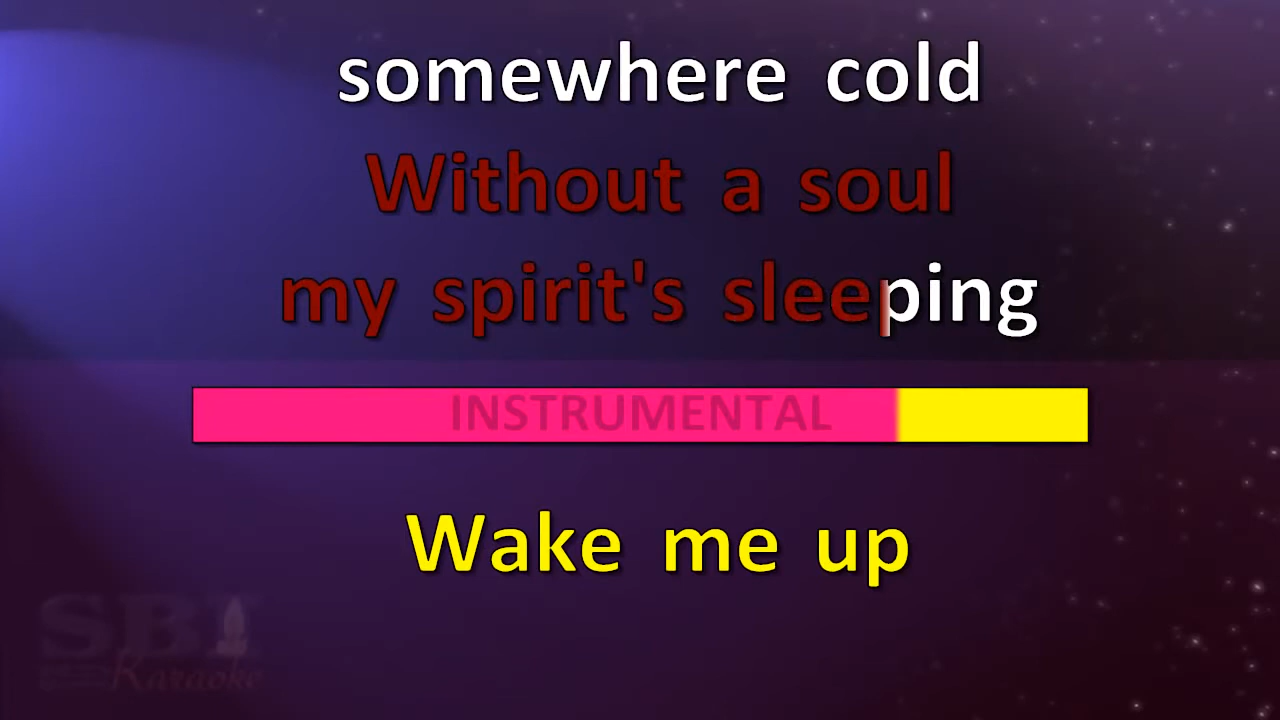 somewhere cold
Without a soul
my spirit's sleeping
INSTRUMENTAL
Wake me up
SBI
Karaoke